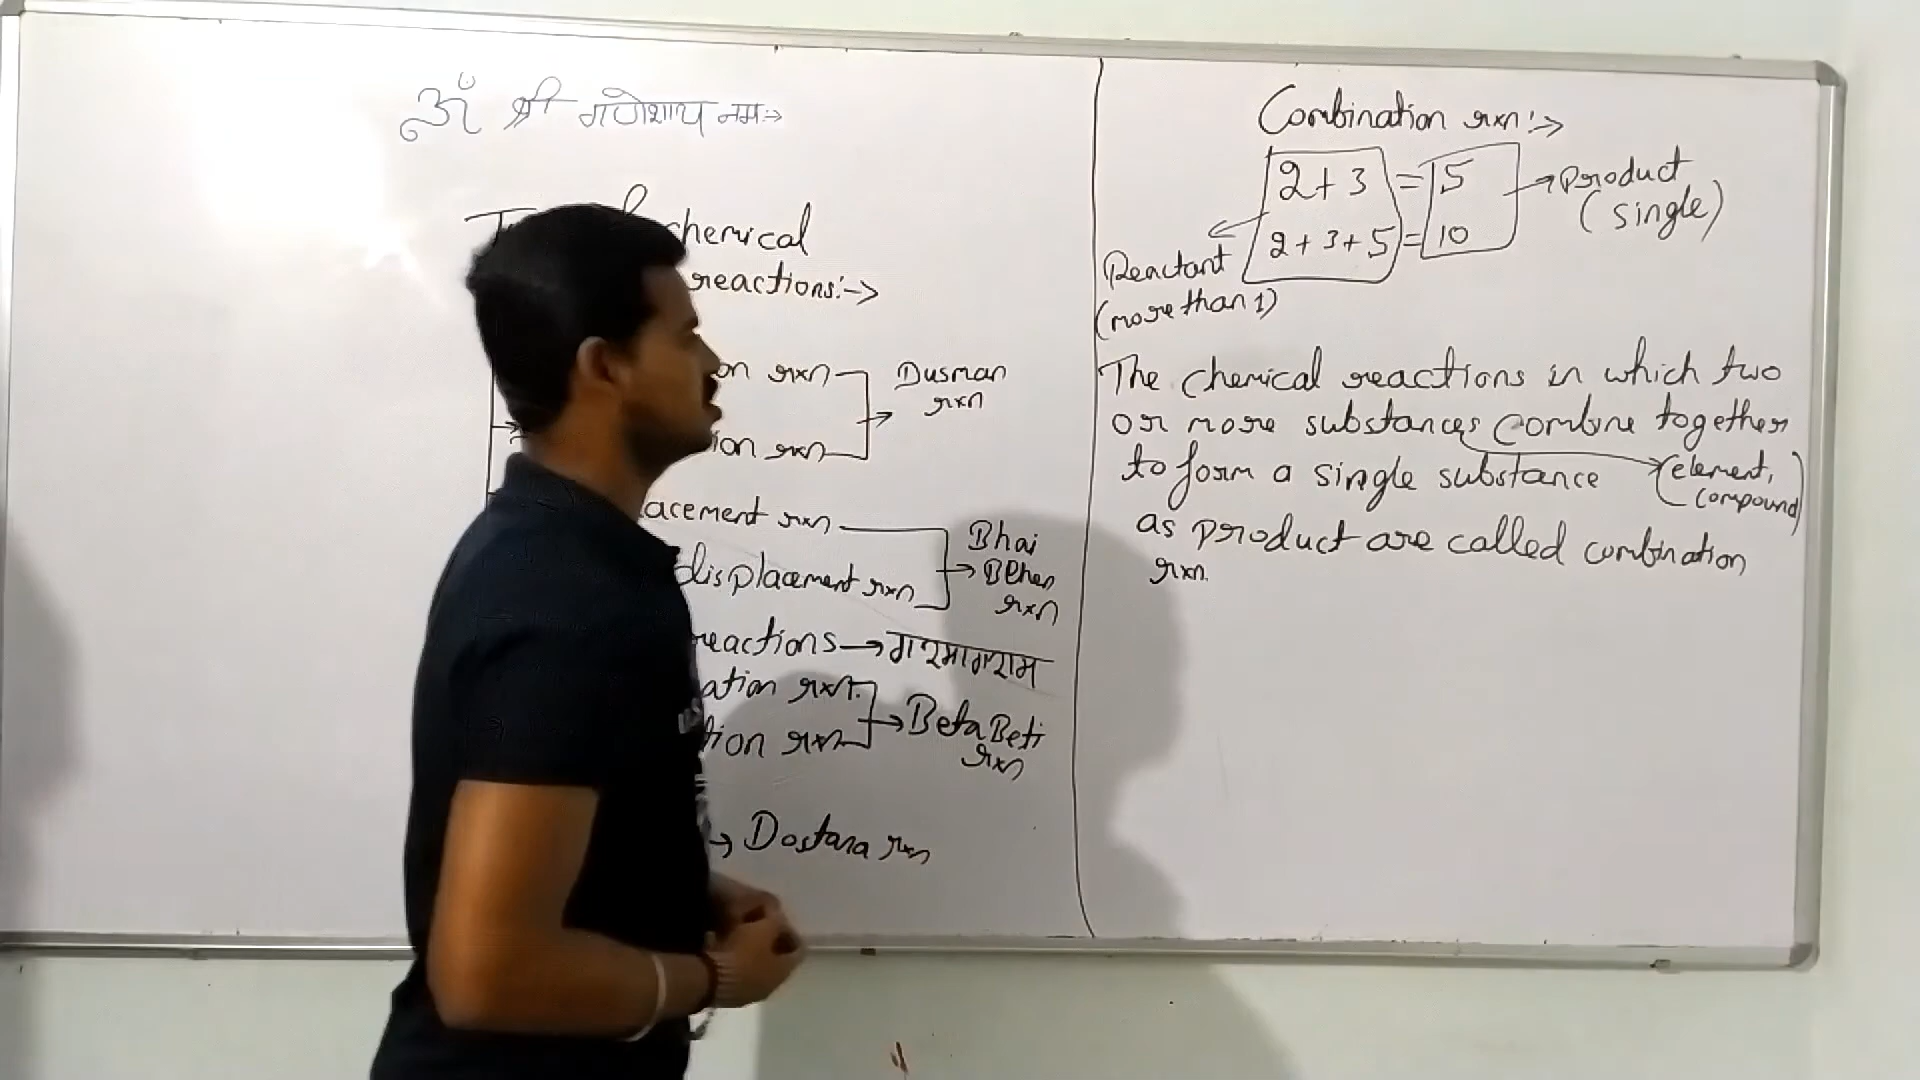 ॐ श्री गणेशाय नमः->
chemical
reactions:->
on rxn
Dusman
rxn
ion rxn
lacement rxn
Bhai
Behen
rxn
displacement rxn
reactions -> गरमागरम
ation rxn.
tion rxn
Beta Beti
rxn
-> Dostana rxn
Combination rxn:->
2+3 = 5
2+3+5 = 10
Product
(single)
Reactant
(more than 1)
The chemical reactions in which two
or more substances combine together
to form a single substance
(element,
compound)
as product are called combination
rxn.